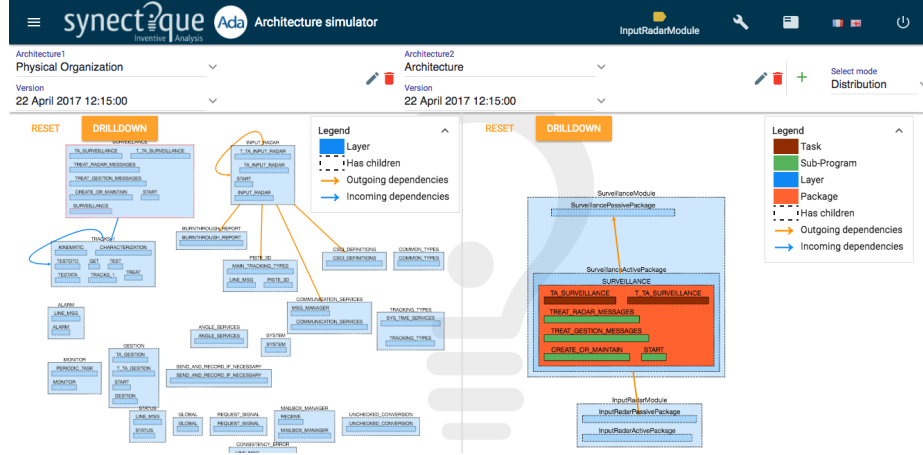 synectique
Inventive Analysis
Ada
Architecture simulator
InputRadarModule
Architecture1
Physical Organization
Version
22 April 2017 12:15:00
Architecture2
Architecture
Version
22 April 2017 12:15:00
Select mode
Distribution
RESET
DRILLDOWN
Legend
Layer
Has children
Outgoing dependencies
Incoming dependencies
SURVEILLANCE
TA_SURVEILLANCE
T_TA_SURVEILLANCE
TREAT_RADAR_MESSAGES
TREAT_GESTION_MESSAGES
CREATE_OR_MAINTAIN
START
SURVEILLANCE
INPUT_RADAR
T_TA_INPUT_RADAR
TA_INPUT_RADAR
START
INPUT_RADAR
TRACKS_1
KINEMATIC
CHARACTERIZATION
TESTOTO
GET
TEST
TESTATA
TRACKS_1
TREAT
BURNTHROUGH_REPORT
BURNTHROUGH_REPORT
PISTE_3D
MAIN_TRACKING_TYPES
LINE_MSG
PISTE_3D
CSCI_DEFINITIONS
CSCI_DEFINITIONS
COMMON_TYPES
COMMON_TYPES
ALARM
LINE_MSG
ALARM
COMMUNICATION_SERVICES
MSG_MANAGER
COMMUNICATION_SERVICES
TRACKING_TYPES
SYS_TIME_SERVICES
TRACKING_TYPES
ANGLE_SERVICES
ANGLE_SERVICES
SYSTEM
SYSTEM
GESTION
TA_GESTION
T_TA_GESTION
START
GESTION
MONITOR
PERIODIC_TASK
MONITOR
SEND_AND_RECORD_IF_NECESSARY
SEND_AND_RECORD_IF_NECESSARY
STATUS
LINE_MSG
STATUS
GLOBAL
GLOBAL
REQUEST_SIGNAL
REQUEST_SIGNAL
MAILBOX_MANAGER
RECEIVE
MAILBOX_MANAGER
UNCHECKED_CONVERSION
UNCHECKED_CONVERSION
CONSISTENCY_ERROR
LINE_MSG
RESET
DRILLDOWN
Legend
Task
Sub-Program
Layer
Package
Has children
Outgoing dependencies
Incoming dependencies
SurveillanceModule
SurveillancePassivePackage
SurveillanceActivePackage
SURVEILLANCE
TA_SURVEILLANCE
T_TA_SURVEILLANCE
TREAT_RADAR_MESSAGES
TREAT_GESTION_MESSAGES
CREATE_OR_MAINTAIN
START
InputRadarModule
InputRadarPassivePackage
InputRadarActivePackage